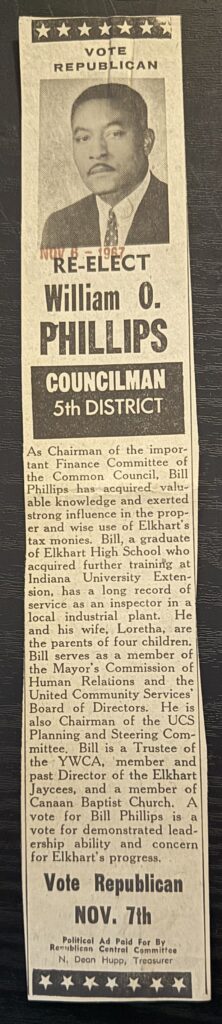 VOTE
REPUBLICAN
NOV 6 - 1967
RE-ELECT
William O.
PHILLIPS
COUNCILMAN
5th DISTRICT
As Chairman of the impor-
tant Finance Committee of
the Common Council, Bill
Phillips has acquired valu-
able knowledge and exerted
strong influence in the prop-
er and wise use of Elkhart's
tax monies. Bill, a graduate
of Elkhart High School who
acquired further training at
Indiana University Exten-
sion, has a long record of
service as an inspector in a
local industrial plant. He
and his wife, Loretha, are
the parents of four children.
Bill serves as a member of
the Mayor's Commission of
Human Relations and the
United Community Services'
Board of Directors. He is
also Chairman of the UCS
Planning and Steering Com-
mittee. Bill is a Trustee of
the YWCA, member and
past Director of the Elkhart
Jaycees, and a member of
Canaan Baptist Church. A
vote for Bill Phillips is a
vote for demonstrated lead-
ership ability and concern
for Elkhart's progress.
Vote Republican
NOV. 7th
Political Ad Paid For By
Republican Central Committee
N. Dean Hupp, Treasurer